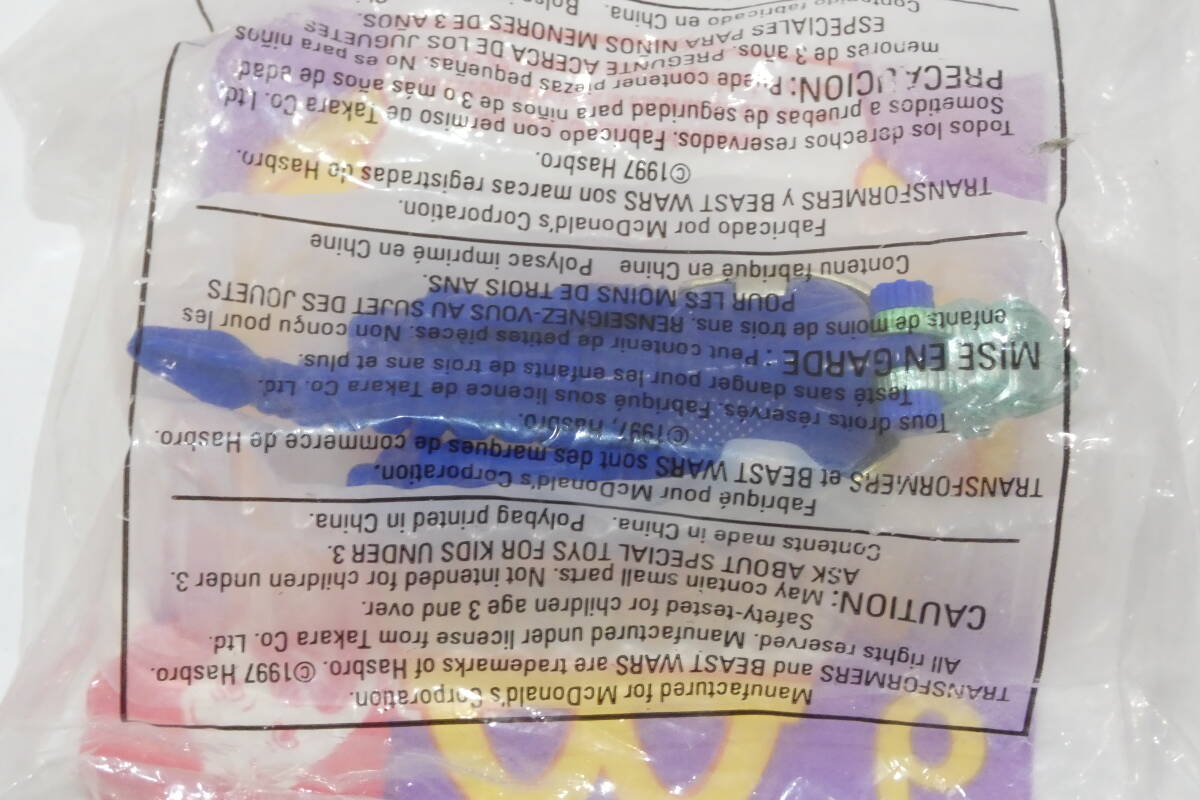 Manufactured for McDonald's Corporation.
TRANSFORMERS and BEAST WARS are trademarks of Hasbro. ©1997 Hasbro.
All rights reserved. Manufactured under license from Takara Co. Ltd.
Safety-tested for children age 3 and over.
CAUTION: May contain small parts. Not intended for children under 3.
ASK ABOUT SPECIAL TOYS FOR KIDS UNDER 3.
Contents made in China. Polybag printed in China.
Fabriqué pour McDonald's Corporation.
TRANSFORMERS et BEAST WARS sont des marques de commerce de Hasbro.
©1997, Hasbro.
Tous droits réservés. Fabriqué sous licence de Takara Co. Ltd.
Testé sans danger pour les enfants de trois ans et plus.
MISE EN GARDE : Peut contenir de petites pièces. Non conçu pour les
enfants de moins de trois ans. RENSEIGNEZ-VOUS AU SUJET DES JOUETS
POUR LES MOINS DE TROIS ANS.
Contenu fabriqué en Chine Polysac imprimé en Chine
Fabricado por McDonald's Corporation.
TRANSFORMERS y BEAST WARS son marcas registradas de Hasbro.
©1997 Hasbro.
Todos los derechos reservados. Fabricado con permiso de Takara Co. Ltd
Sometidos a pruebas de seguridad para niños de 3 o más años de edad
PRECAUCION: Puede contener piezas pequeñas. No es para niños
menores de 3 años. PREGUNTE ACERCA DE LOS JUGUETES
ESPECIALES PARA NIÑOS MENORES DE 3 AÑOS.
Contenido fabricado en China.